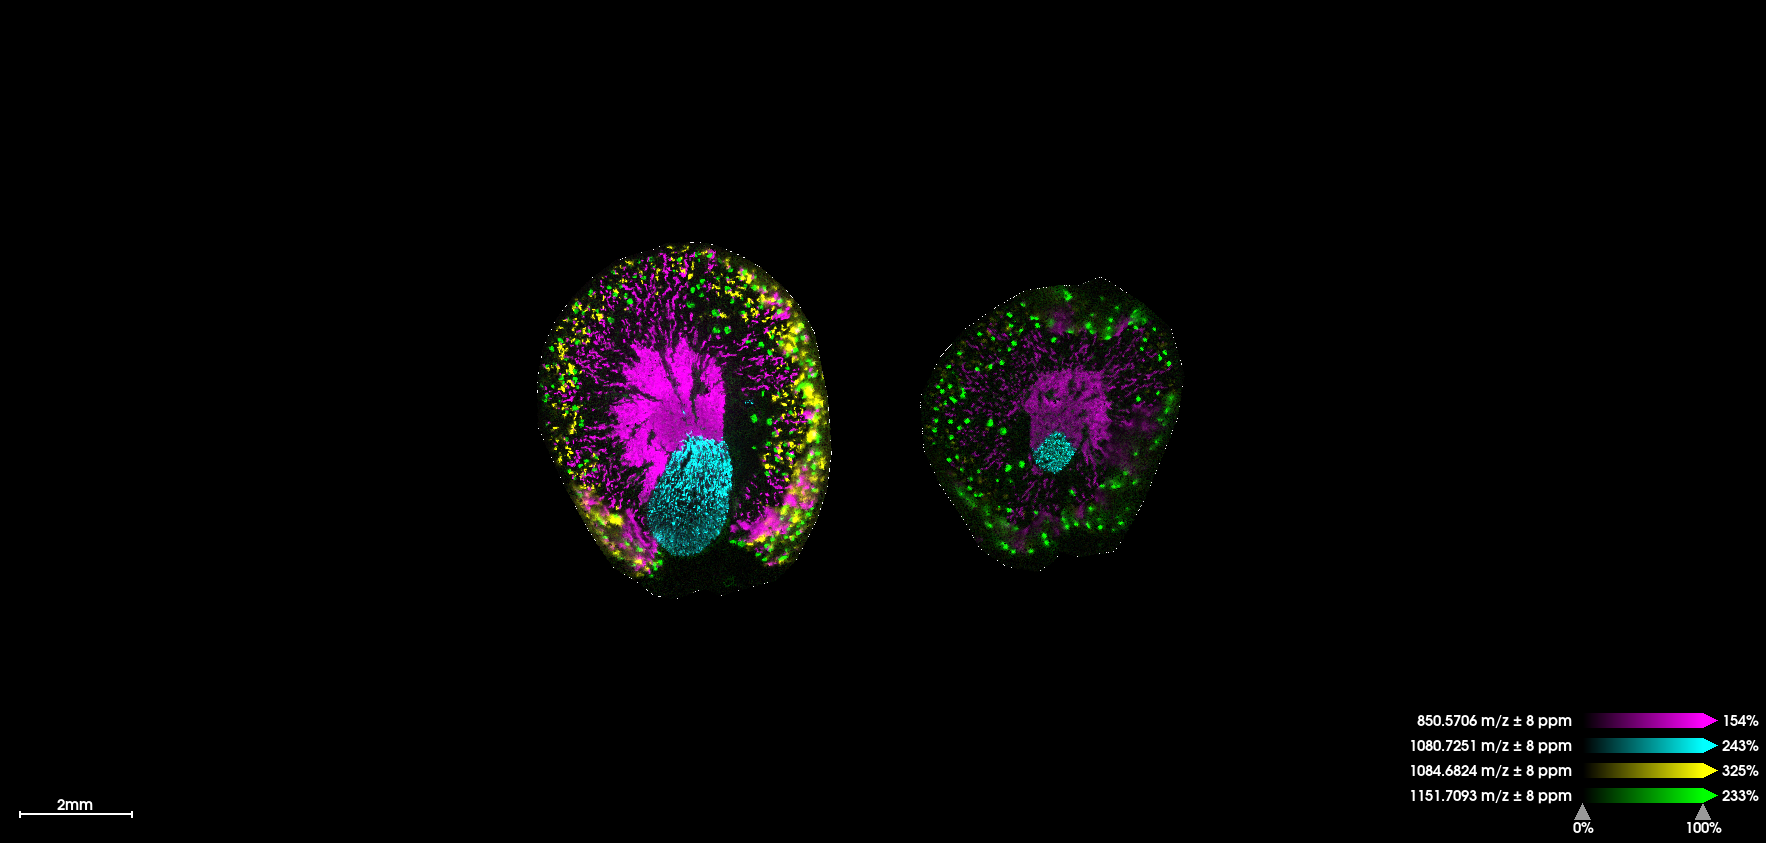 850.5706 m/z ± 8 ppm 154%
1080.7251 m/z ± 8 ppm 243%
1084.6824 m/z ± 8 ppm 325%
1151.7093 m/z ± 8 ppm 233%
2mm
0% 100%